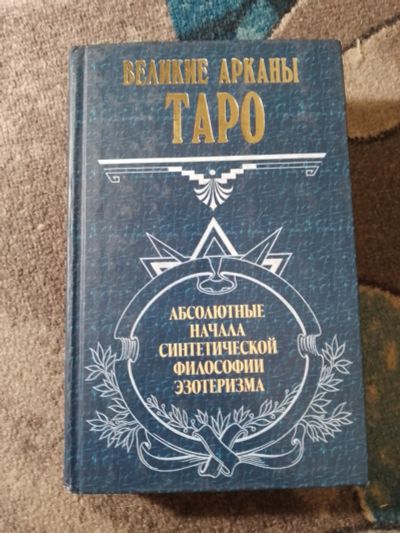 ВЕЛИКИЕ АРКАНЫ
ТАРО
АБСОЛЮТНЫЕ
НАЧАЛА
СИНТЕТИЧЕСКОЙ
ФИЛОСОФИИ
ЭЗОТЕРИЗМА